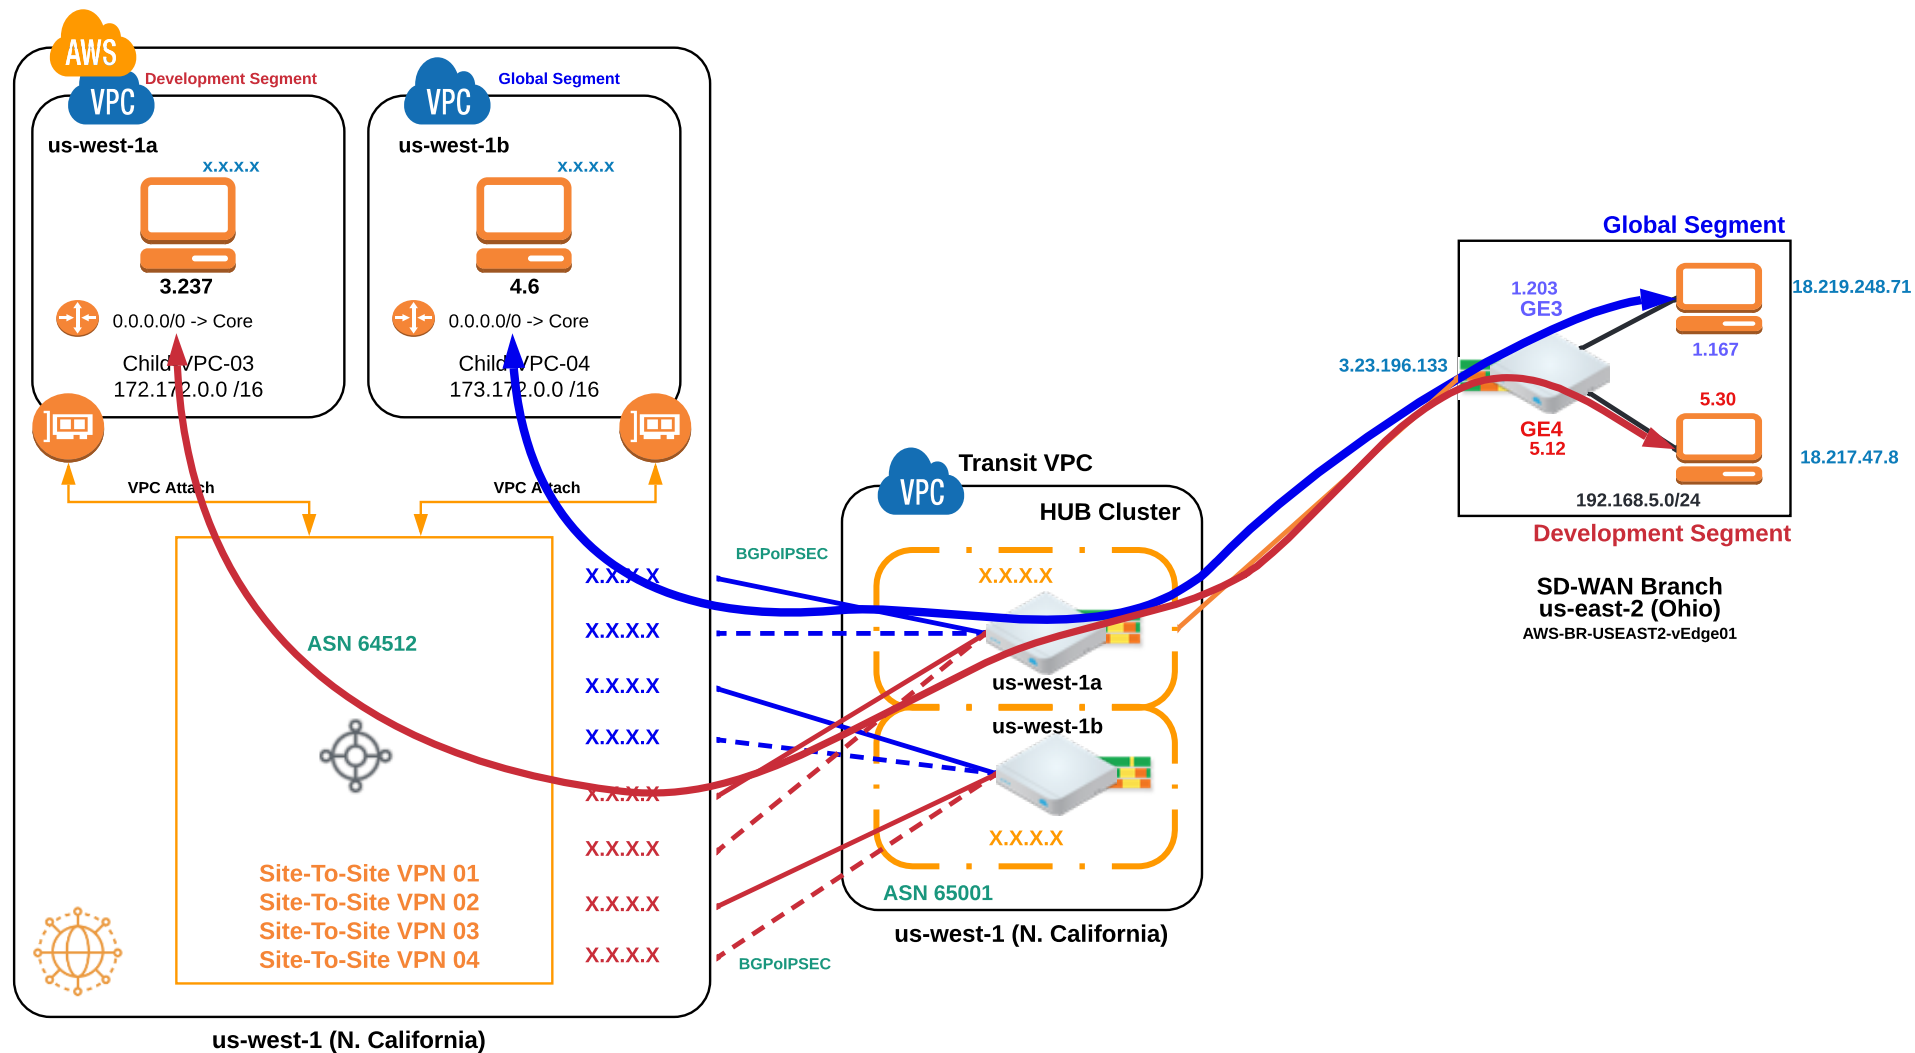 AWS
VPC
Development Segment
us-west-1a
x.x.x.x
3.237
0.0.0.0/0 -> Core
Child VPC-03
172.172.0.0 /16
VPC Attach
VPC
Global Segment
us-west-1b
x.x.x.x
4.6
0.0.0.0/0 -> Core
Child VPC-04
173.172.0.0 /16
VPC Attach
ASN 64512
Site-To-Site VPN 01
Site-To-Site VPN 02
Site-To-Site VPN 03
Site-To-Site VPN 04
X.X.X.X
X.X.X.X
X.X.X.X
X.X.X.X
X.X.X.X
X.X.X.X
X.X.X.X
X.X.X.X
us-west-1 (N. California)
BGPoIPSEC
BGPoIPSEC
VPC
Transit VPC
HUB Cluster
X.X.X.X
us-west-1a
us-west-1b
X.X.X.X
ASN 65001
us-west-1 (N. California)
Global Segment
1.203
GE3
18.219.248.71
1.167
3.23.196.133
5.30
GE4
5.12
18.217.47.8
192.168.5.0/24
Development Segment
SD-WAN Branch
us-east-2 (Ohio)
AWS-BR-USEAST2-vEdge01